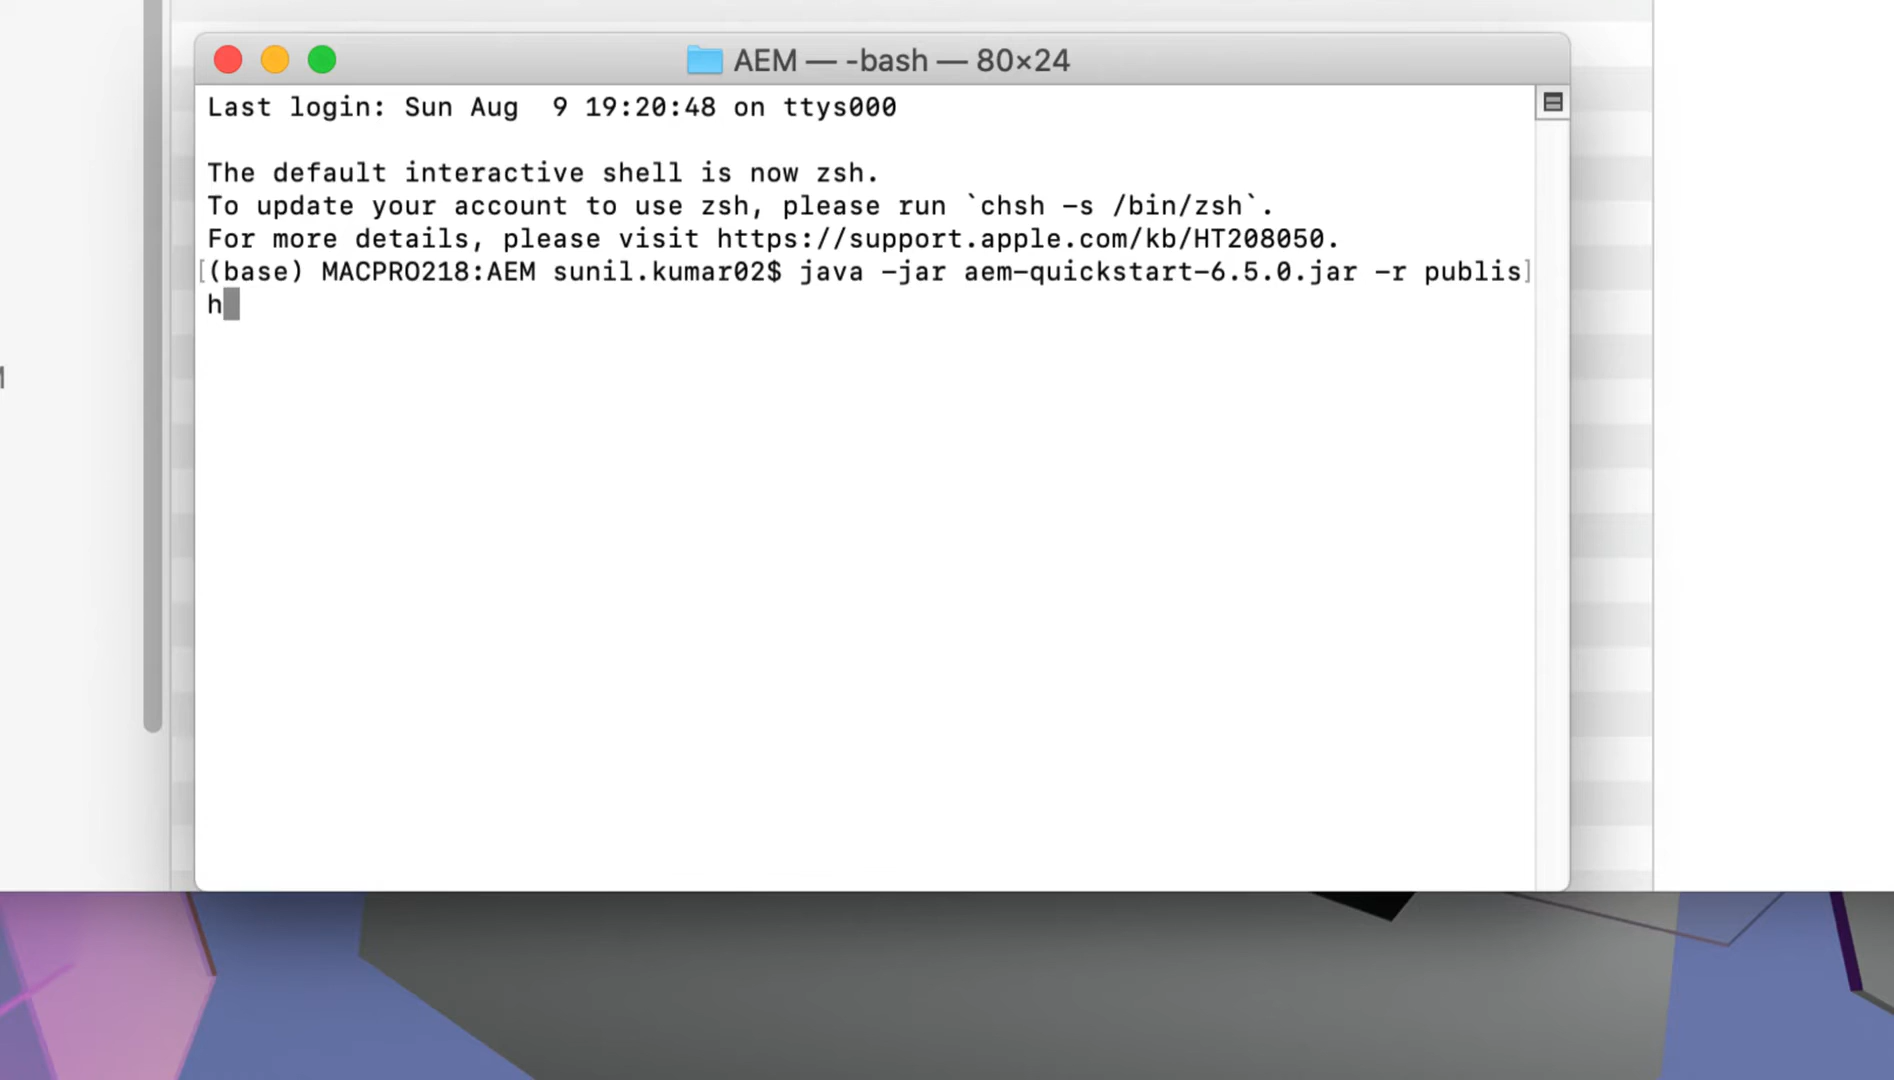 AEM — -bash — 80×24
Last login: Sun Aug  9 19:20:48 on ttys000
The default interactive shell is now zsh.
To update your account to use zsh, please run `chsh -s /bin/zsh`.
For more details, please visit https://support.apple.com/kb/HT208050.
[(base) MACPRO218:AEM sunil.kumar02$ java -jar aem-quickstart-6.5.0.jar -r publis]
h